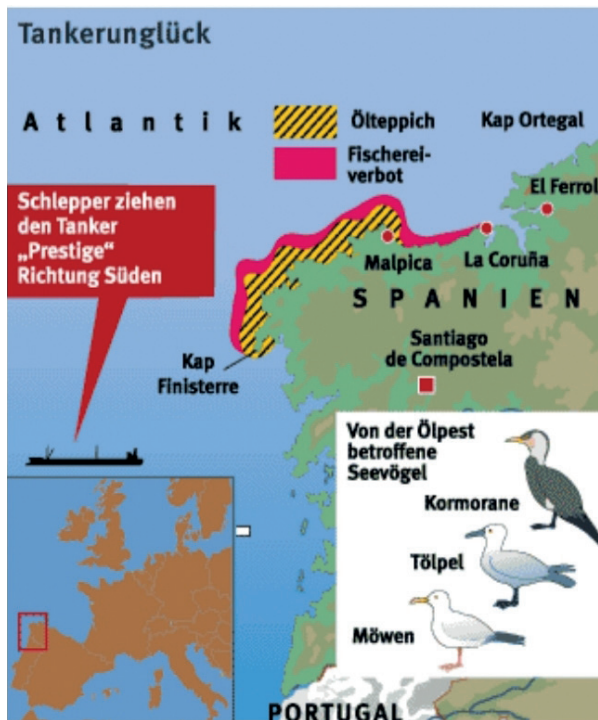 Tankerunglück
Atlantik
Ölteppich
Fischerei-
verbot
Kap Ortegal
El Ferrol
Schlepper ziehen
den Tanker
„Prestige“
Richtung Süden
Malpica
La Coruña
SPANIEN
Santiago
de Compostela
Kap
Finisterre
Von der Ölpest
betroffene
Seevögel
Kormorane
Tölpel
Möwen
PORTUGAL